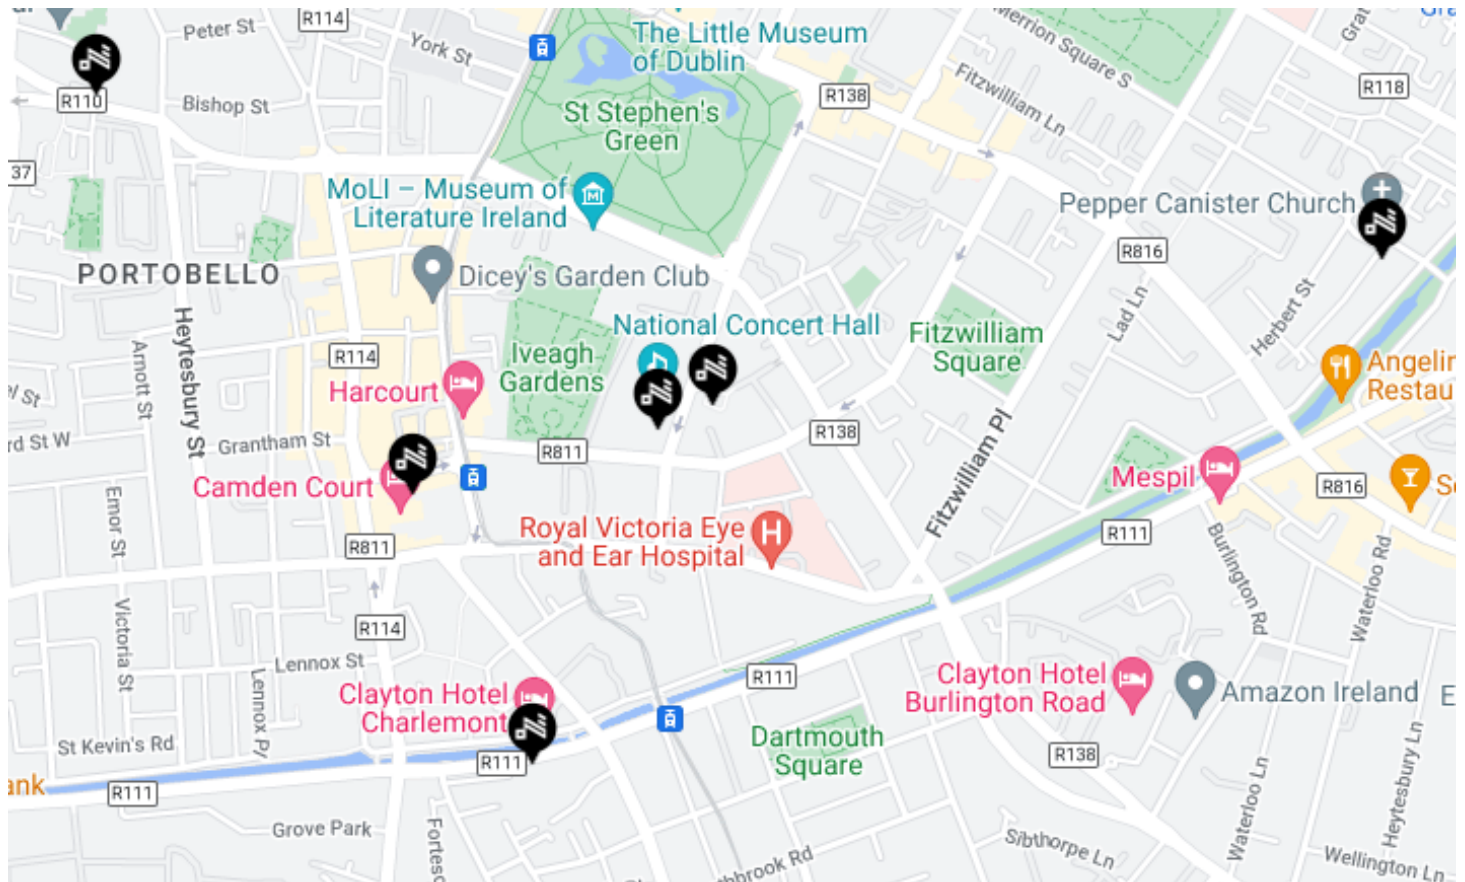 R114
Peter St
York St
The Little Museum
of Dublin
Merrion Square S
R110
Bishop St
R114
St Stephen's
Green
R138
Fitzwilliam Ln
R118
37
MoLI – Museum of
Literature Ireland
Pepper Canister Church
R816
PORTOBELLO
Dicey's Garden Club
Heytesbury St
Arnott St
National Concert Hall
Fitzwilliam
Square
Lad Ln
Herbert St
R114
Iveagh
Gardens
Harcourt
Angelin
Restau
el St
rd St W
Grantham St
R811
R138
Fitzwilliam Pl
Camden Court
Mespil
R816
Emor St
Royal Victoria Eye
and Ear Hospital
H
R811
R111
Burlington Rd
Waterloo Rd
Victoria St
R114
Lennox St
Lennox Pl
R111
Clayton Hotel
Charlemont
Clayton Hotel
Burlington Road
Amazon Ireland
E
St Kevin's Rd
R111
Dartmouth
Square
R138
Heytesbury Ln
ank
R111
Waterloo Ln
Grove Park
Fortesc
Sibthorpe Ln
hbrook Rd
Wellington Ln